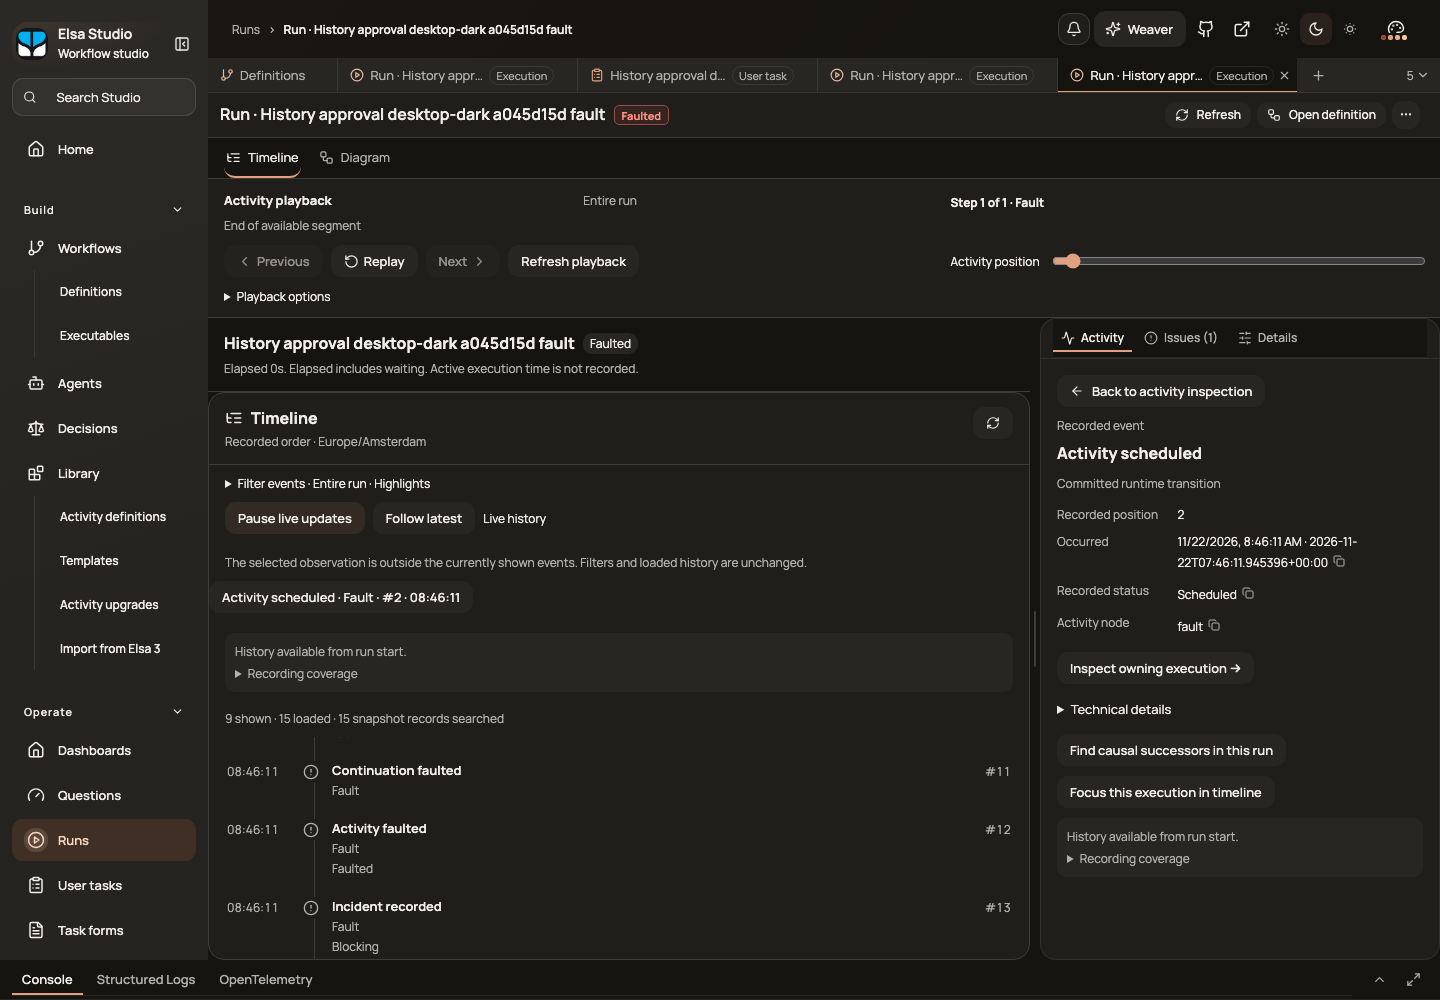 Elsa Studio
Workflow studio
Search Studio
Home
Build
Workflows
Definitions
Executables
Agents
Decisions
Library
Activity definitions
Templates
Activity upgrades
Import from Elsa 3
Operate
Dashboards
Questions
Runs
User tasks
Task forms
Runs › Run · History approval desktop-dark a045d15d fault
Weaver
Definitions
Run · History appr... Execution
History approval d... User task
Run · History appr... Execution
Run · History appr... Execution
5
Run · History approval desktop-dark a045d15d fault Faulted
Refresh
Open definition
Timeline
Diagram
Activity playback
Entire run
Step 1 of 1 · Fault
End of available segment
Previous
Replay
Next
Refresh playback
Activity position
Playback options
History approval desktop-dark a045d15d fault Faulted
Elapsed 0s. Elapsed includes waiting. Active execution time is not recorded.
Timeline
Recorded order · Europe/Amsterdam
Filter events · Entire run · Highlights
Pause live updates
Follow latest
Live history
The selected observation is outside the currently shown events. Filters and loaded history are unchanged.
Activity scheduled · Fault · #2 · 08:46:11
History available from run start.
Recording coverage
9 shown · 15 loaded · 15 snapshot records searched
08:46:11 Continuation faulted #11
Fault
08:46:11 Activity faulted #12
Fault
Faulted
08:46:11 Incident recorded #13
Fault
Blocking
Activity
Issues (1)
Details
Back to activity inspection
Recorded event
Activity scheduled
Committed runtime transition
Recorded position 2
Occurred 11/22/2026, 8:46:11 AM · 2026-11-
22T07:46:11.945396+00:00
Recorded status Scheduled
Activity node fault
Inspect owning execution →
Technical details
Find causal successors in this run
Focus this execution in timeline
History available from run start.
Recording coverage
Console
Structured Logs
OpenTelemetry